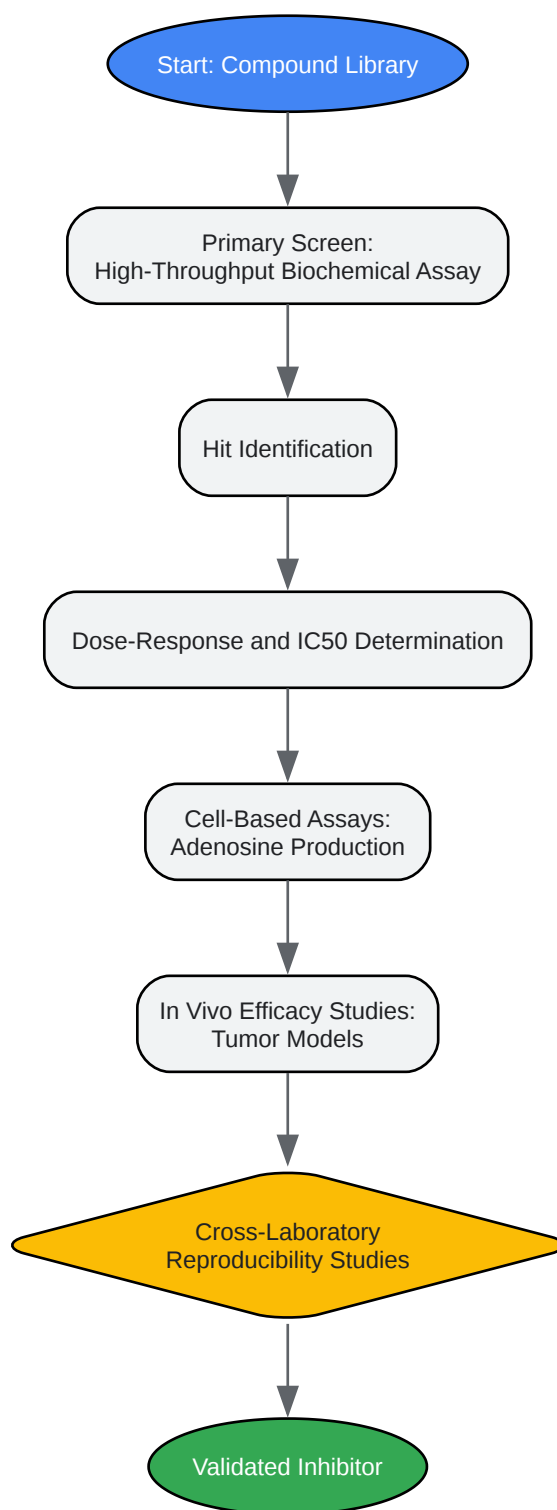 Start: Compound Library
Primary Screen:
High-Throughput Biochemical Assay
Hit Identification
Dose-Response and IC50 Determination
Cell-Based Assays:
Adenosine Production
In Vivo Efficacy Studies:
Tumor Models
Cross-Laboratory
Reproducibility Studies
Validated Inhibitor